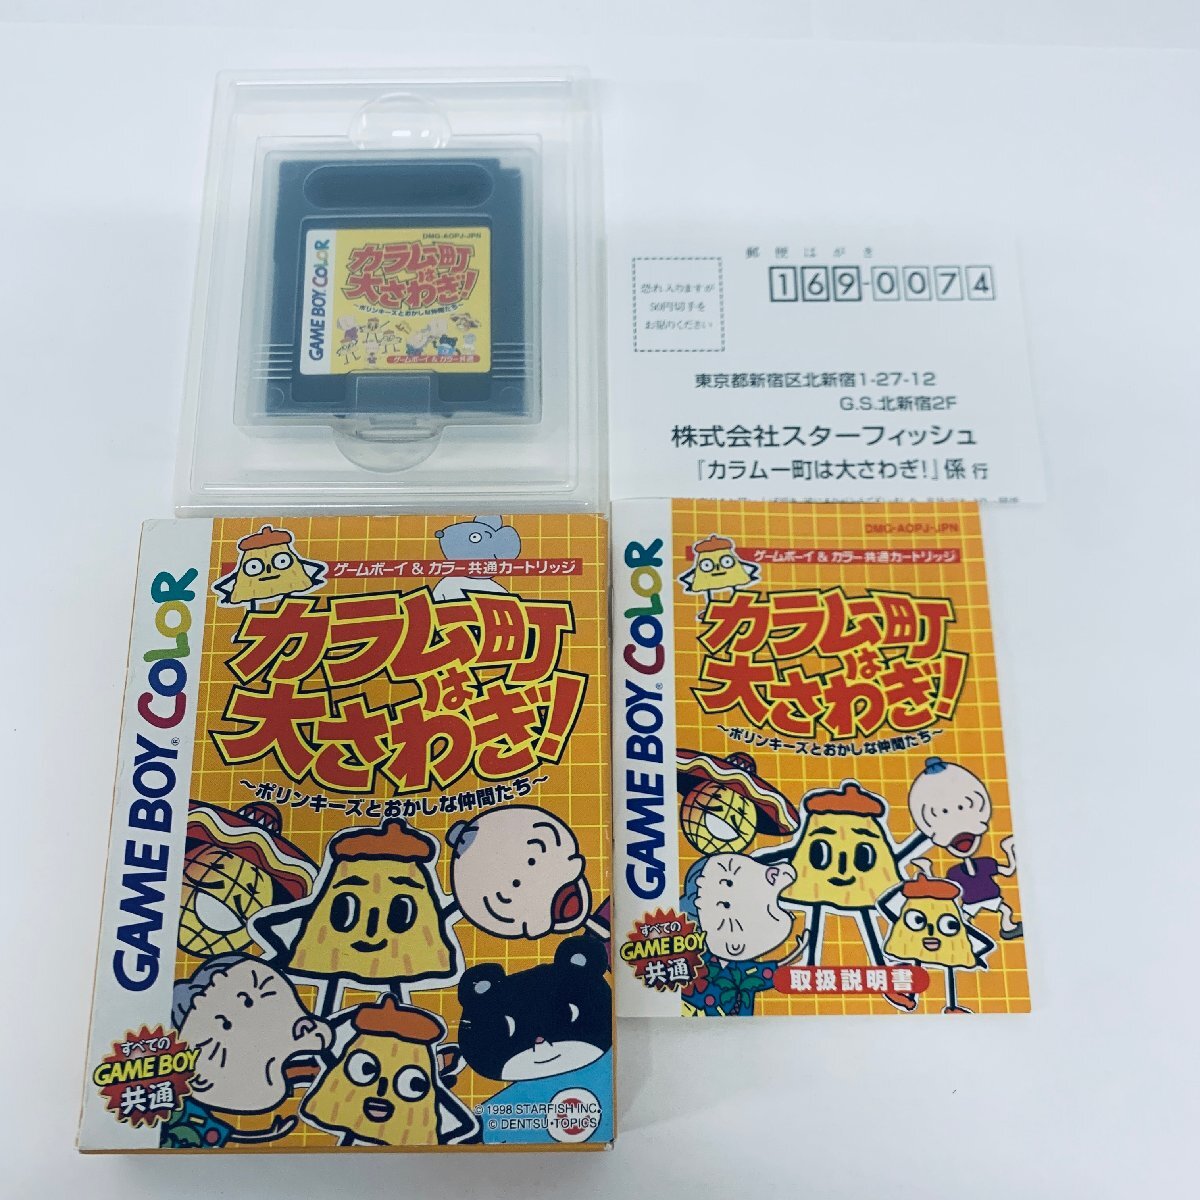 DMG-AOPJ-JPN
GAME BOY COLOR
カラムー町
は
大さわぎ!
～ポリンキーズとおかしな仲間たち～
ゲームボーイ & カラー共通
郵便はがき
169-0074
恐れ入りますが
50円切手を
お貼りください
東京都新宿区北新宿1-27-12
G.S.北新宿2F
株式会社スターフィッシュ
『カラムー町は大さわぎ!』係 行
GAME BOY® COLOR
ゲームボーイ & カラー共通カートリッジ
カラムー町
は
大さわぎ!
～ポリンキーズとおかしな仲間たち～
すべての
GAME BOY
共通
© 1998 STARFISH INC.
© DENTSU・TOPICS
DMG-AOPJ-JPN
GAME BOY® COLOR
ゲームボーイ & カラー共通カートリッジ
カラムー町
は
大さわぎ!
～ポリンキーズとおかしな仲間たち～
すべての
GAME BOY
共通
取扱説明書